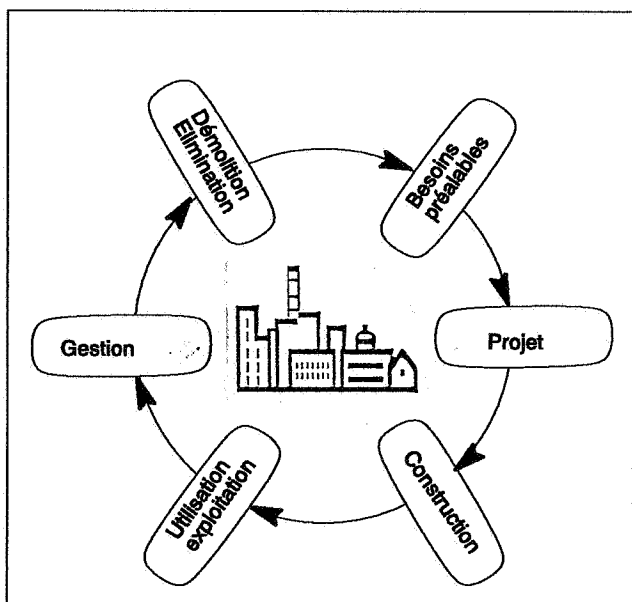 Démolition
Elimination
Besoins
préalables
Gestion
Projet
Utilisation
exploitation
Construction